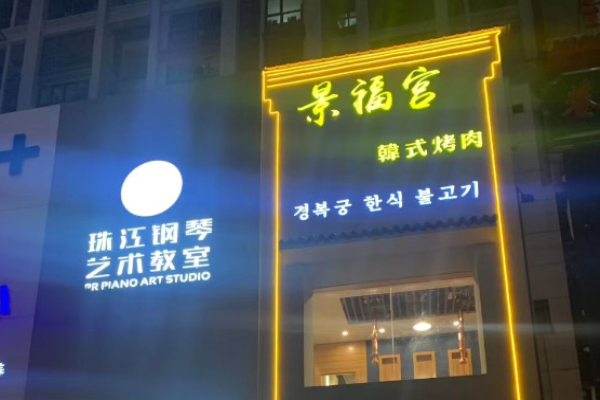 珠江钢琴
艺术教室
PR PIANO ART STUDIO
景福宫
韓式烤肉
경복궁 한식 불고기